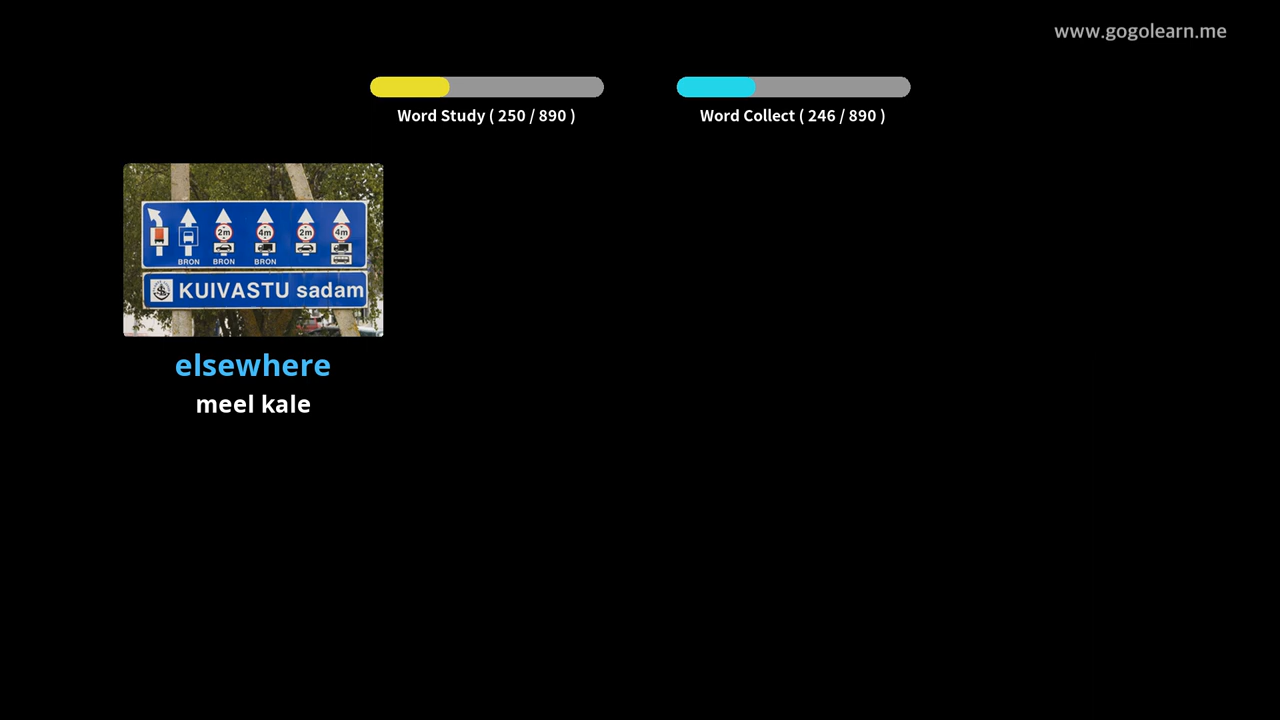 www.gogolearn.me
Word Study ( 250 / 890 )
Word Collect ( 246 / 890 )
2m 4m 2m 4m
BRON BRON BRON
KUIVASTU sadam
elsewhere
meel kale